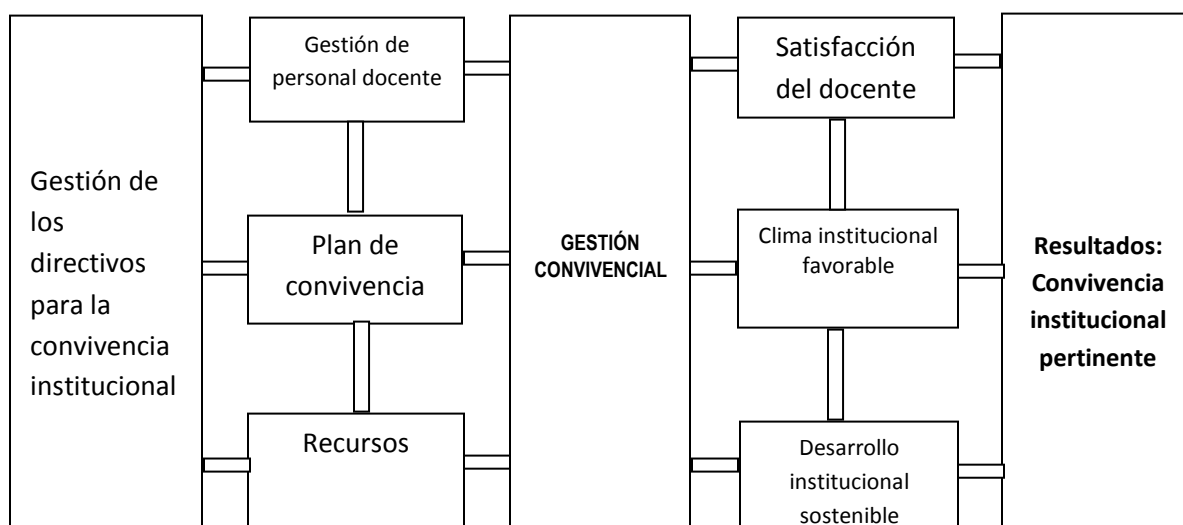 Gestión de
los
directivos
para la
convivencia
institucional
Gestión de
personal docente
Plan de
convivencia
Recursos
GESTIÓN
CONVIVENCIAL
Satisfacción
del docente
Clima institucional
favorable
Desarrollo
institucional
sostenible
Resultados:
Convivencia
institucional
pertinente